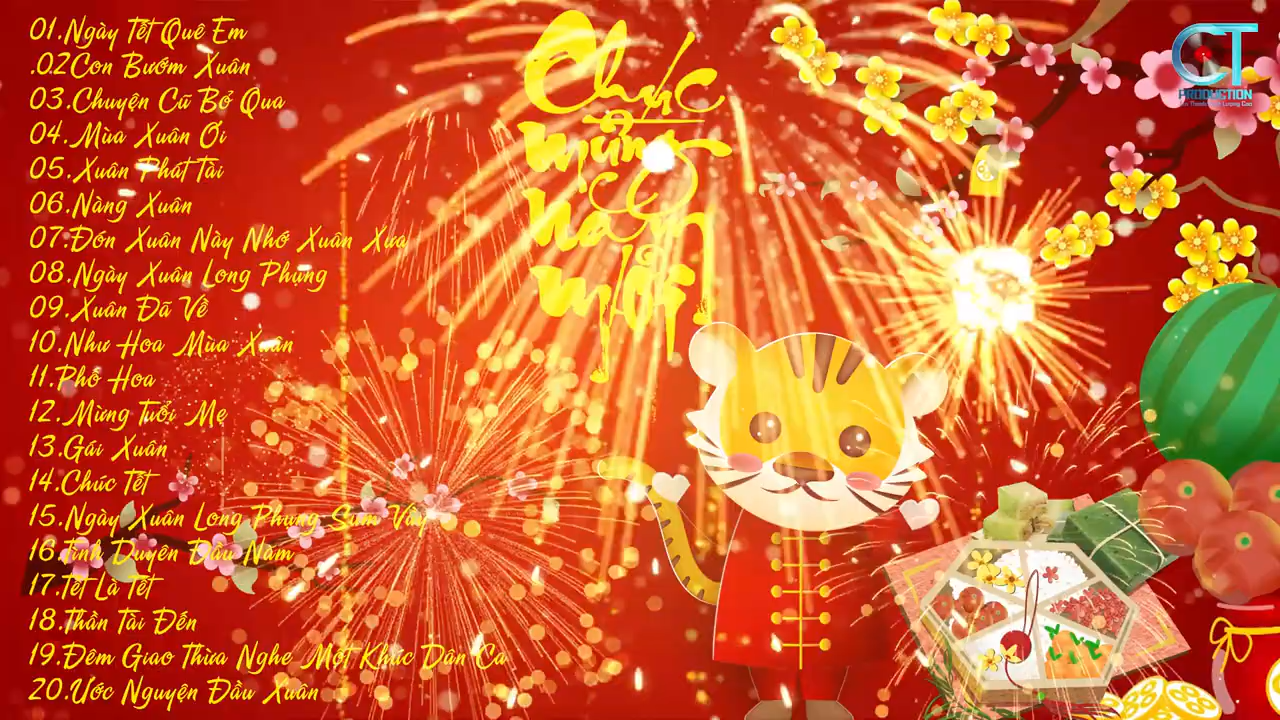 01.Ngày Tết Quê Em
.02Con Bướm Xuân
03.Chuyện Cũ Bỏ Qua
04.Mùa Xuân Ơi
05.Xuân Phát Tài
06.Nàng Xuân
07.Đón Xuân Này Nhớ Xuân Xưa
08.Ngày Xuân Long Phụng
09.Xuân Đã Về
10.Như Hoa Mùa Xuân
11.Phố Hoa
12.Mừng Tuổi Mẹ
13.Gái Xuân
14.Chúc Tết
15.Ngày Xuân Long Phụng Sum Vầy
16.Tình Duyên Đầu Năm
17.Tết Là Tết
18.Thần Tài Đến
19.Đêm Giao Thừa Nghe Một Khúc Dân Ca
20.Ước Nguyện Đầu Xuân
Chúc
mừng
năm
mới
CT
PRODUCTION